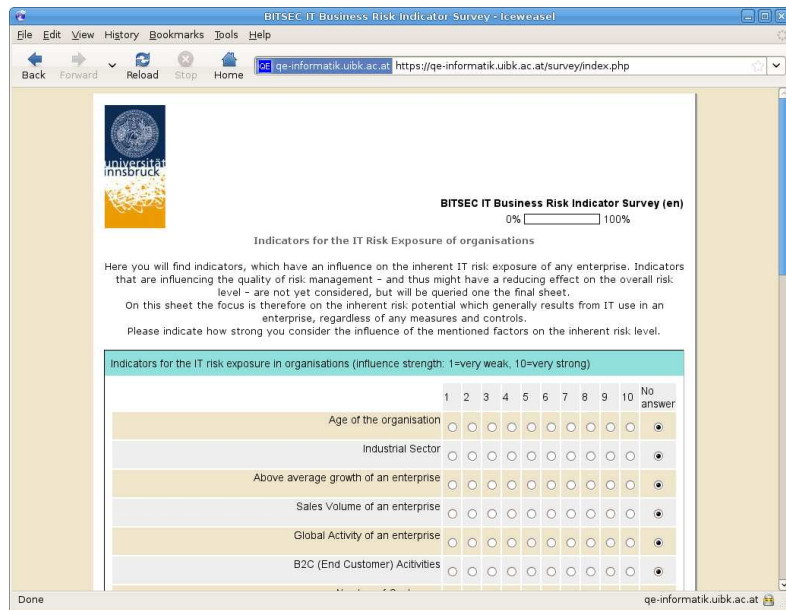 BITSEC IT Business Risk Indicator Survey - Iceweasel
File Edit View History Bookmarks Tools Help
Back Forward Reload Stop Home QE qe-informatik.uibk.ac.at https://qe-informatik.uibk.ac.at/survey/index.php
universität
innsbruck
BITSEC IT Business Risk Indicator Survey (en)
0% 100%
Indicators for the IT Risk Exposure of organisations
Here you will find indicators, which have an influence on the inherent IT risk exposure of any enterprise. Indicators
that are influencing the quality of risk management – and thus might have a reducing effect on the overall risk
level – are not yet considered, but will be queried one the final sheet.
On this sheet the focus is therefore on the inherent risk potential which generally results from IT use in an
enterprise, regardless of any measures and controls.
Please indicate how strong you consider the influence of the mentioned factors on the inherent risk level.
Indicators for the IT risk exposure in organisations (influence strength: 1=very weak, 10=very strong)
1 2 3 4 5 6 7 8 9 10 No
answer
Age of the organisation
Industrial Sector
Above average growth of an enterprise
Sales Volume of an enterprise
Global Activity of an enterprise
B2C (End Customer) Acitivities
Done qe-informatik.uibk.ac.at